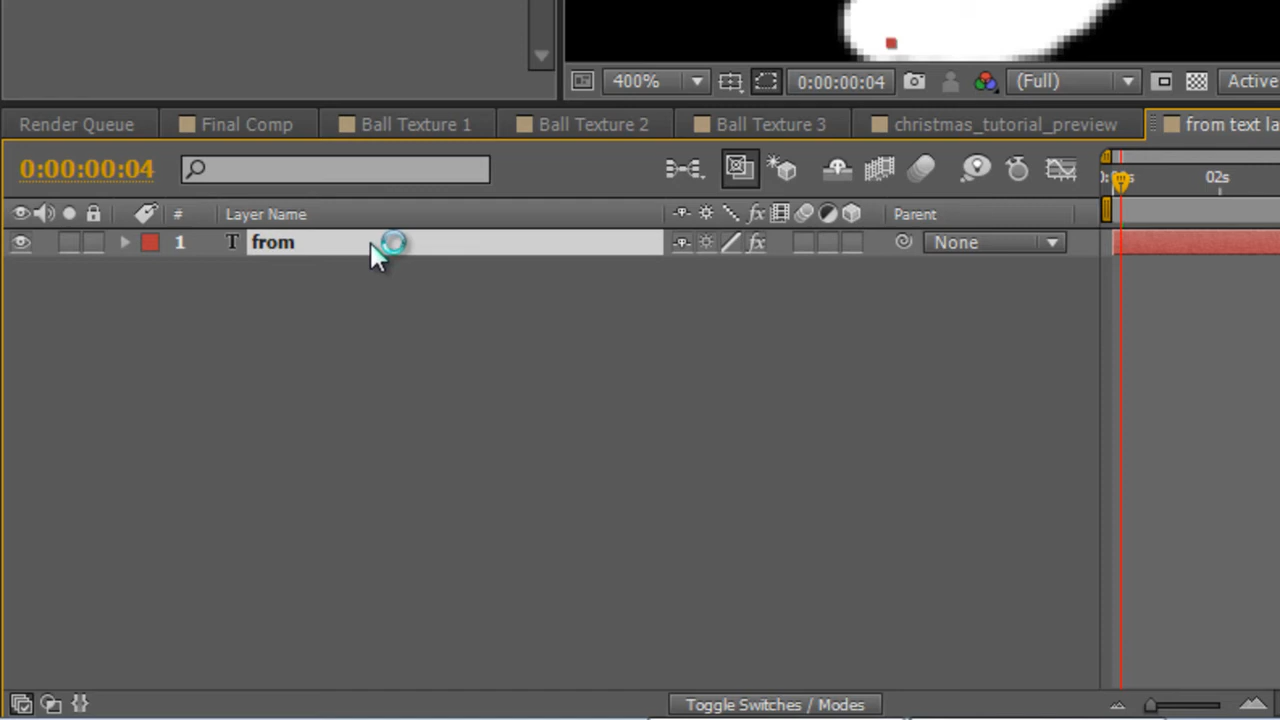 400% 0:00:00:04 (Full) Active
Render Queue Final Comp Ball Texture 1 Ball Texture 2 Ball Texture 3 christmas_tutorial_preview from text la
0:00:00:04
02s
# Layer Name fx Parent
1 T from fx None
Toggle Switches / Modes